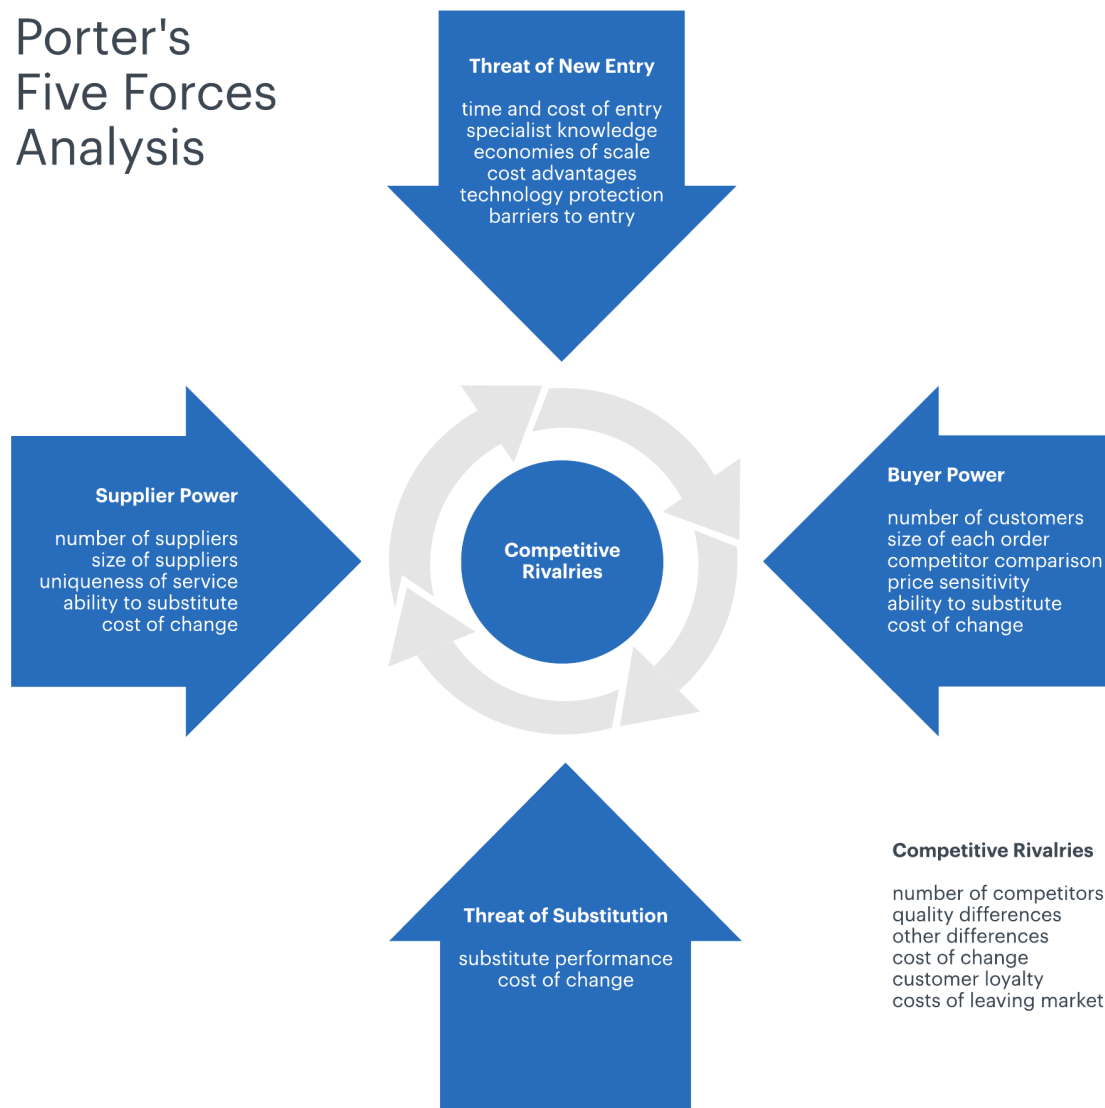 Porter's
Five Forces
Analysis
Threat of New Entry
time and cost of entry
specialist knowledge
economies of scale
cost advantages
technology protection
barriers to entry
Supplier Power
number of suppliers
size of suppliers
uniqueness of service
ability to substitute
cost of change
Competitive
Rivalries
Buyer Power
number of customers
size of each order
competitor comparison
price sensitivity
ability to substitute
cost of change
Threat of Substitution
substitute performance
cost of change
Competitive Rivalries
number of competitors
quality differences
other differences
cost of change
customer loyalty
costs of leaving market